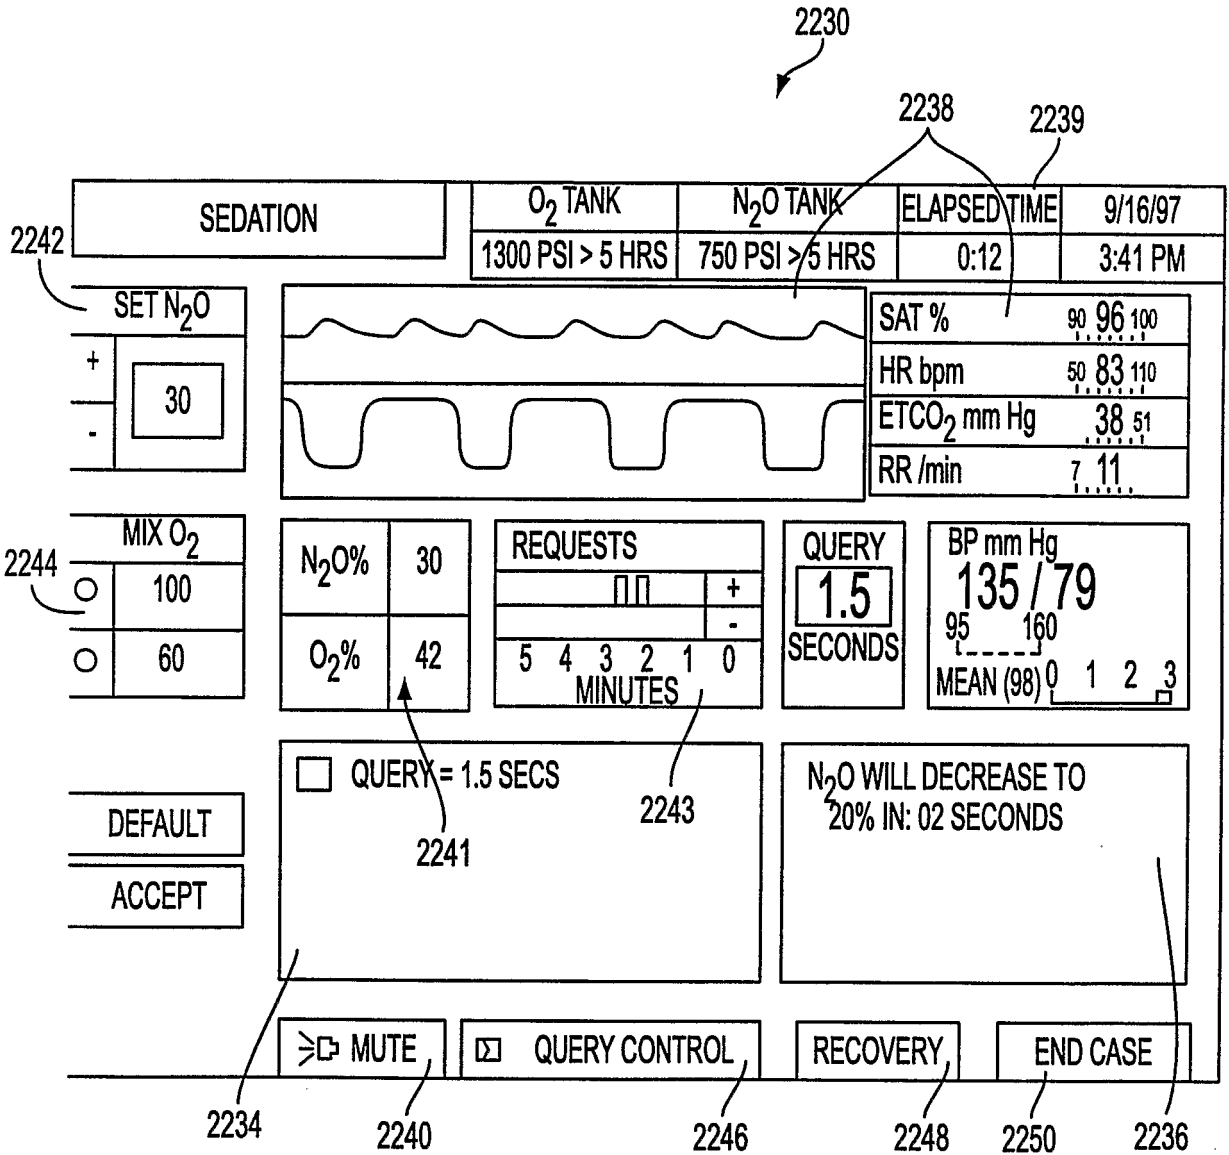 2230
2238
2239
SEDATION
O2 TANK
N2O TANK
ELAPSED TIME
9/16/97
1300 PSI > 5 HRS
750 PSI > 5 HRS
0:12
3:41 PM
2242
SET N2O
+
-
30
SAT %
90 96 100
HR bpm
50 83 110
ETCO2 mm Hg
38 51
RR /min
7 11
2244
MIX O2
100
60
N2O%
30
O2%
42
REQUESTS
+
-
5 4 3 2 1 0
MINUTES
QUERY
1.5
SECONDS
BP mm Hg
135 / 79
95 160
MEAN (98) 0 1 2 3
QUERY = 1.5 SECS
2241
2243
N2O WILL DECREASE TO
20% IN: 02 SECONDS
DEFAULT
ACCEPT
MUTE
Σ QUERY CONTROL
RECOVERY
END CASE
2234
2240
2246
2248
2250
2236